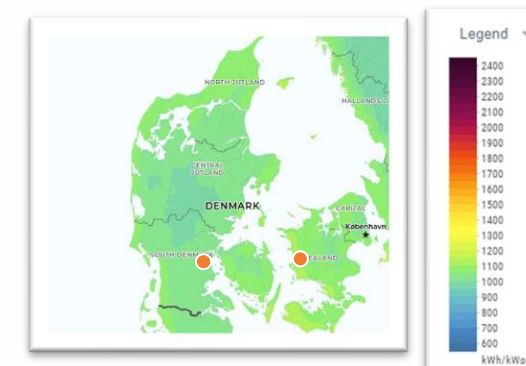 NORTH JUTLAND
HALLANDS
CENTRAL
JUTLAND
DENMARK
CAPITAL
København
SOUTH DENM
EALAND
Legend
2400
2300
2200
2100
2000
1900
1800
1700
1600
1500
1400
1300
1200
1100
1000
900
800
700
600
kWh/kWp